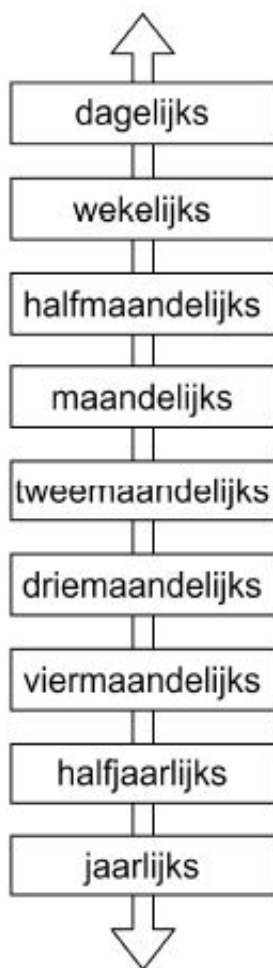 dagelijks
wekelijks
halfmaandelijks
maandelijks
tweemaandelijks
driemaandelijks
viermaandelijks
halfjaarlijks
jaarlijks